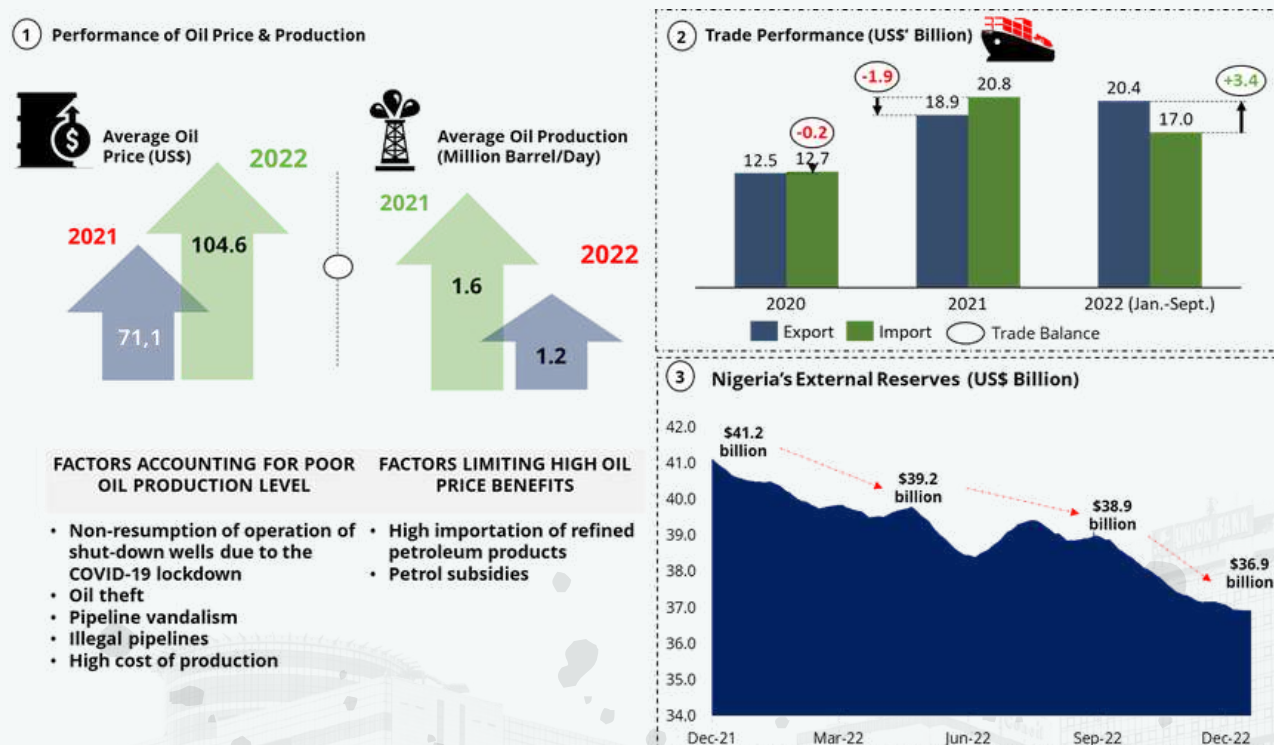 1 Performance of Oil Price & Production
Average Oil
Price (US$)
2022
2021
104.6
71,1
$
Average Oil Production
(Million Barrel/Day)
2021
2022
1.6
1.2
FACTORS ACCOUNTING FOR POOR
OIL PRODUCTION LEVEL
• Non-resumption of operation of
shut-down wells due to the
COVID-19 lockdown
• Oil theft
• Pipeline vandalism
• Illegal pipelines
• High cost of production
FACTORS LIMITING HIGH OIL
PRICE BENEFITS
• High importation of refined
petroleum products
• Petrol subsidies
2 Trade Performance (US$' Billion)
-0.2
-1.9
+3.4
12.5 12.7
18.9 20.8
20.4 17.0
2020 2021 2022 (Jan.-Sept.)
Export Import Trade Balance
3 Nigeria's External Reserves (US$ Billion)
42.0
41.0
40.0
39.0
38.0
37.0
36.0
35.0
34.0
$41.2
billion
$39.2
billion
$38.9
billion
$36.9
billion
Dec-21 Mar-22 Jun-22 Sep-22 Dec-22